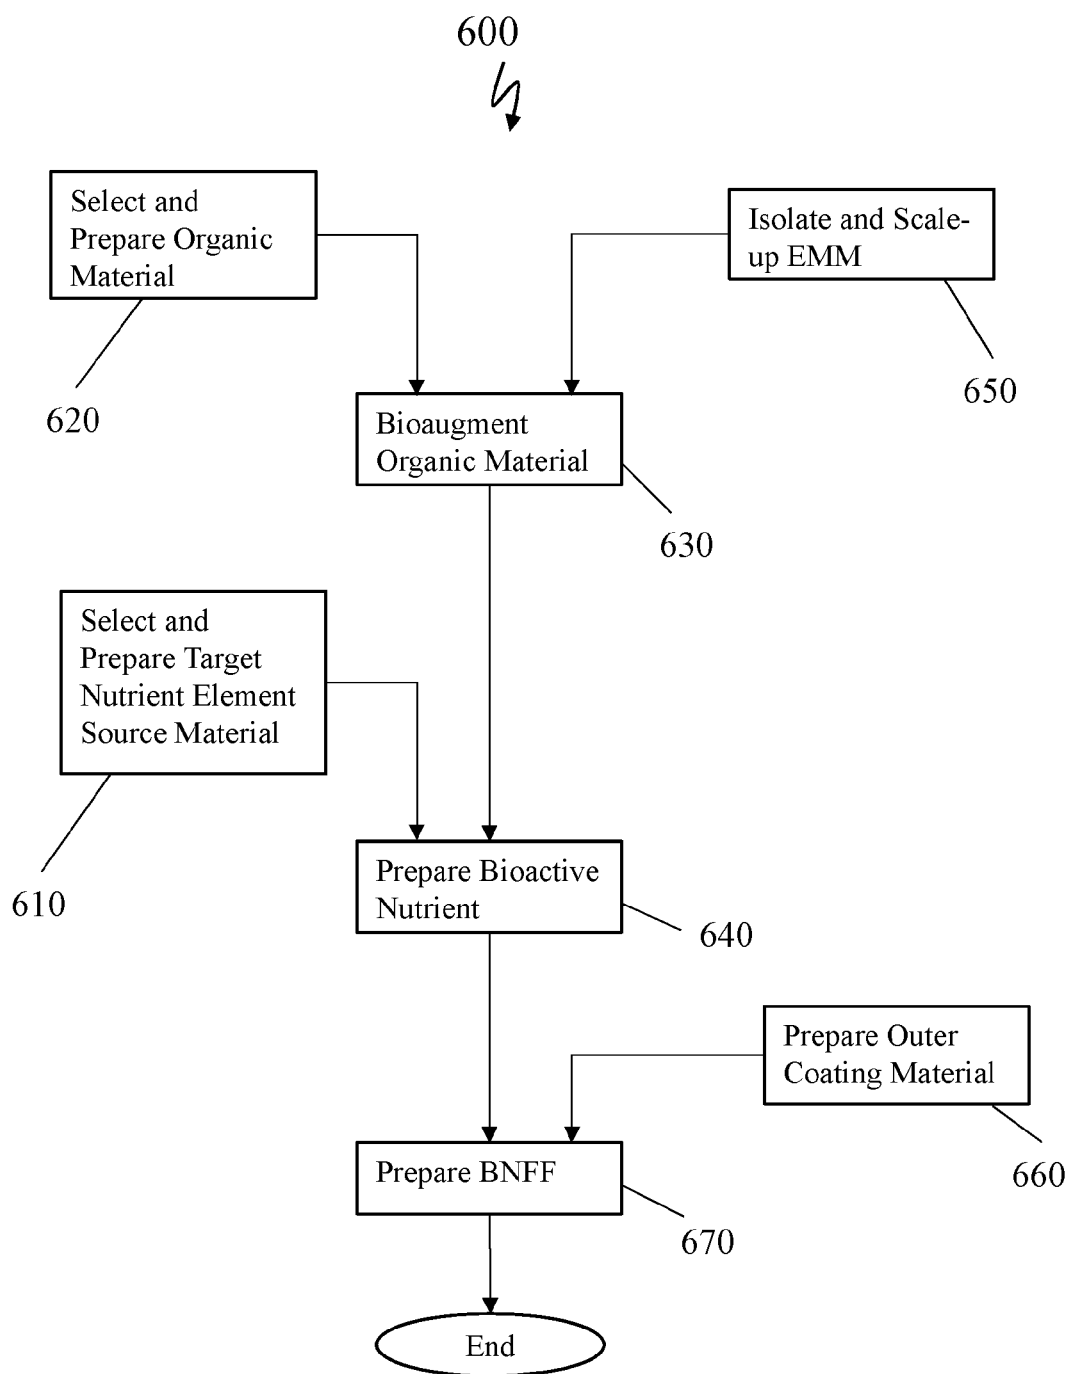 600
Select and
Prepare Organic
Material
Isolate and Scale-
up EMM
620
650
Bioaugment
Organic Material
630
Select and
Prepare Target
Nutrient Element
Source Material
610
Prepare Bioactive
Nutrient
640
Prepare Outer
Coating Material
660
Prepare BNFF
670
End